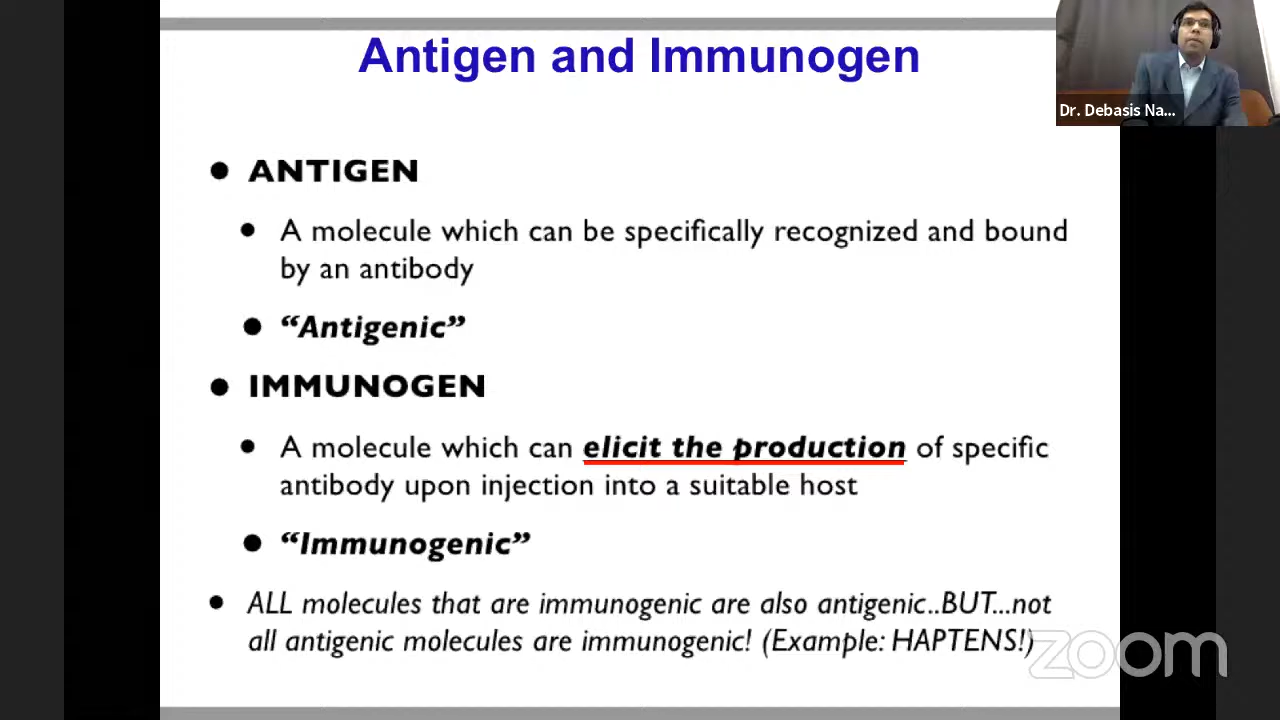 Antigen and Immunogen
Dr. Debasis Na...
● ANTIGEN
● A molecule which can be specifically recognized and bound
by an antibody
● “Antigenic”
● IMMUNOGEN
● A molecule which can elicit the production of specific
antibody upon injection into a suitable host
● “Immunogenic”
● ALL molecules that are immunogenic are also antigenic..BUT...not
all antigenic molecules are immunogenic! (Example: HAPTENS!)
zoom